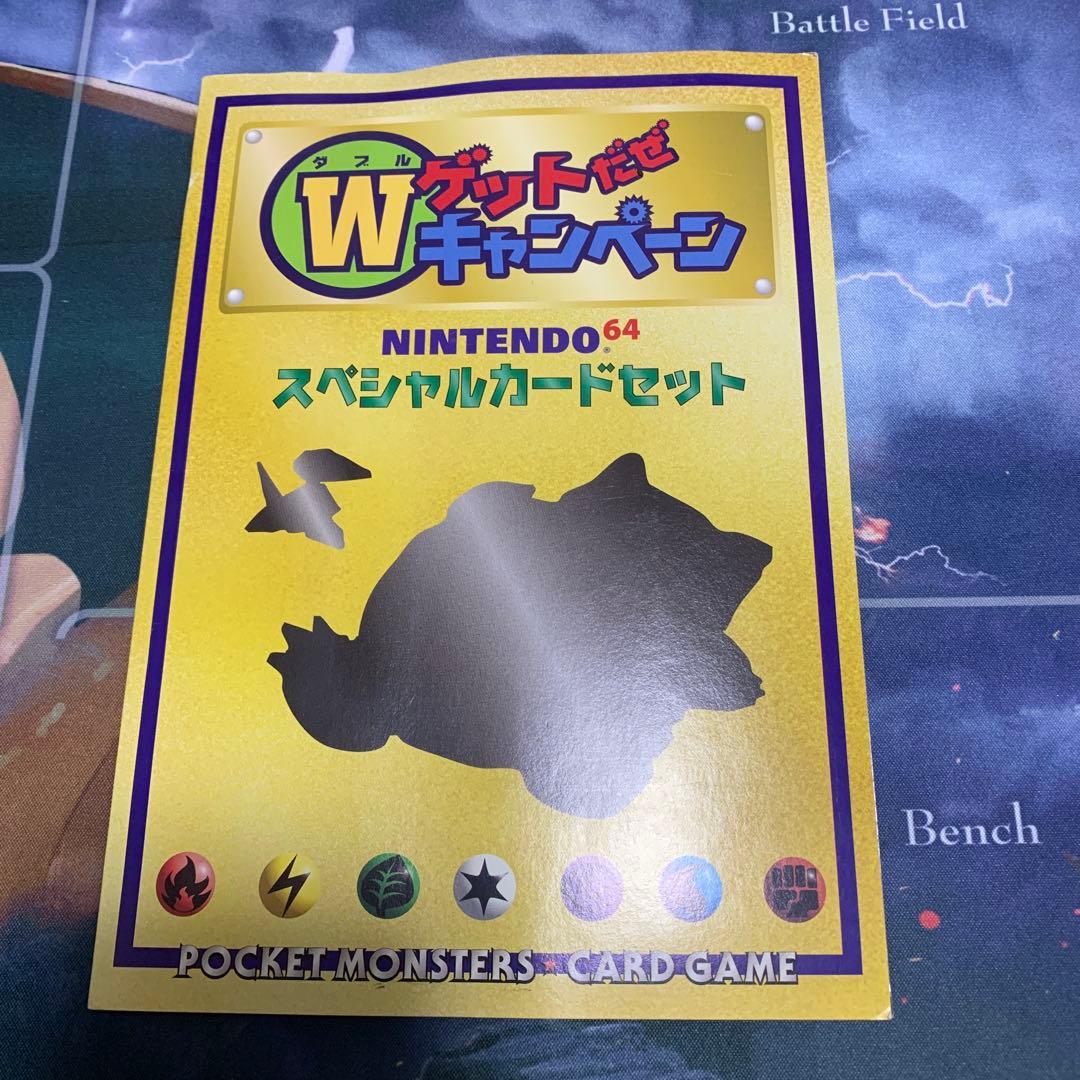 Battle Field
ダブル
Wゲットだぜ
キャンペーン
NINTENDO64®
スペシャルカードセット
Bench
POCKET MONSTERS★CARD GAME